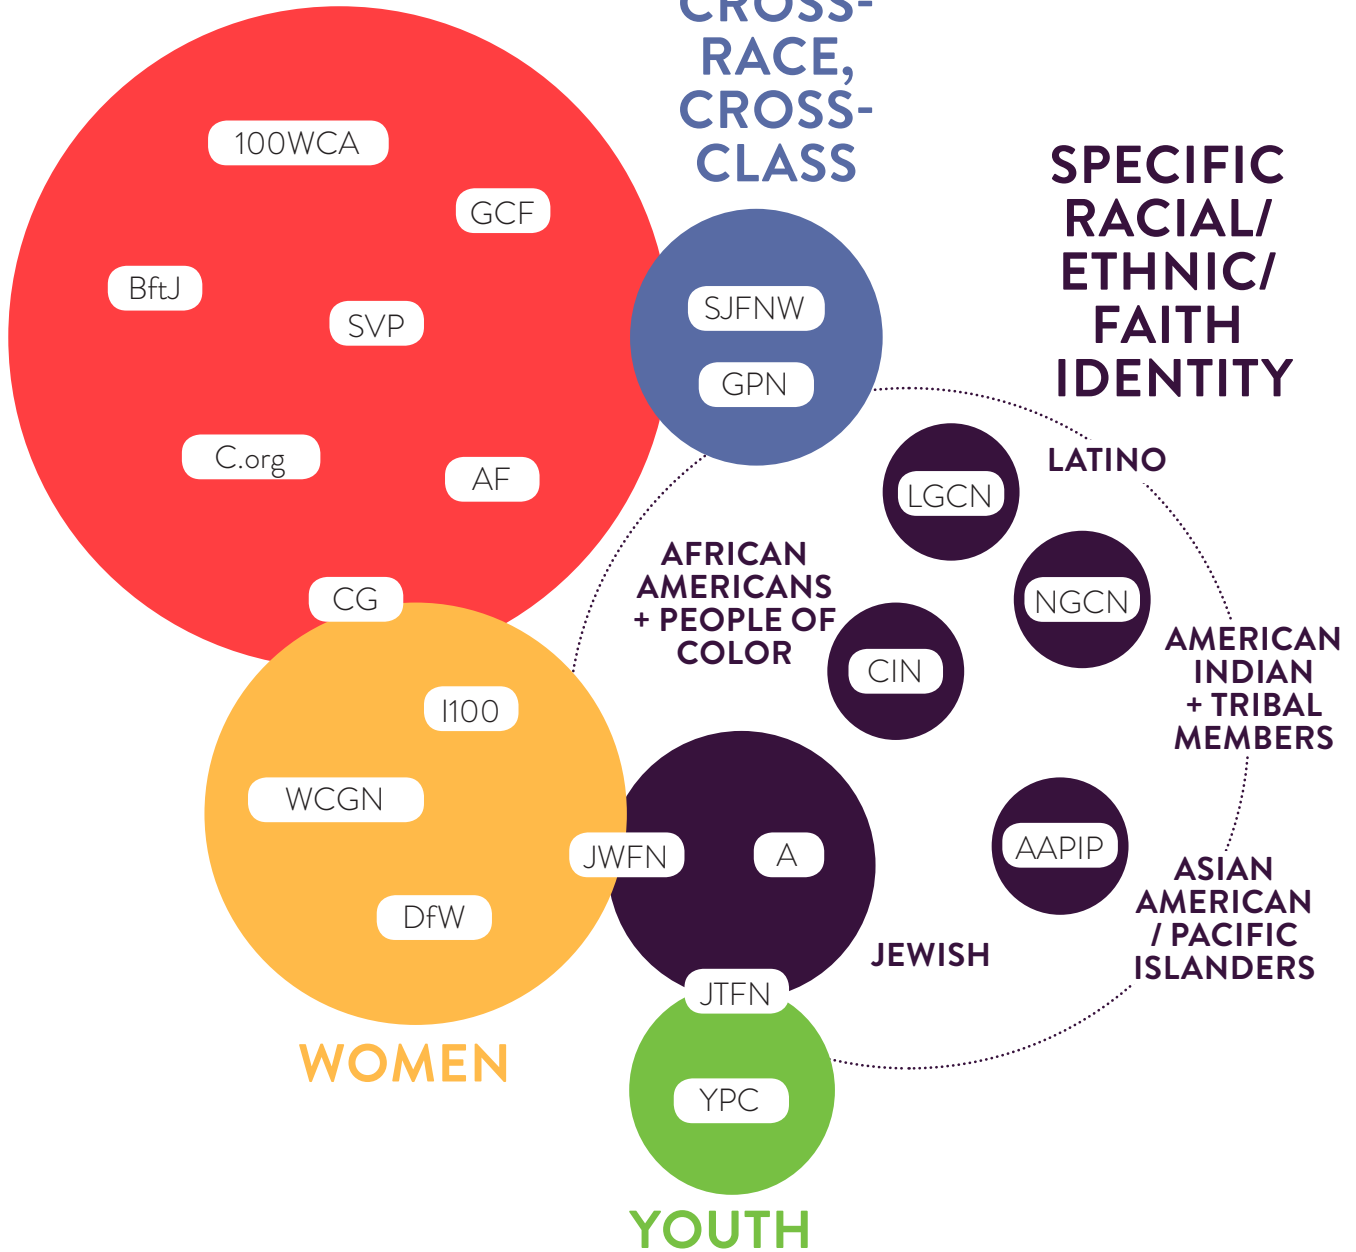 CROSS-
RACE,
CROSS-
CLASS
100WCA
GCF
BftJ
SVP
C.org
AF
CG
SJFNW
GPN
SPECIFIC
RACIAL/
ETHNIC/
FAITH
IDENTITY
LATINO
LGCN
NGCN
AFRICAN
AMERICANS
+ PEOPLE OF
COLOR
CIN
AMERICAN
INDIAN
+ TRIBAL
MEMBERS
AAPIP
ASIAN
AMERICAN
/ PACIFIC
ISLANDERS
I100
WCGN
DfW
JWFN
A
JEWISH
JTFN
WOMEN
YPC
YOUTH